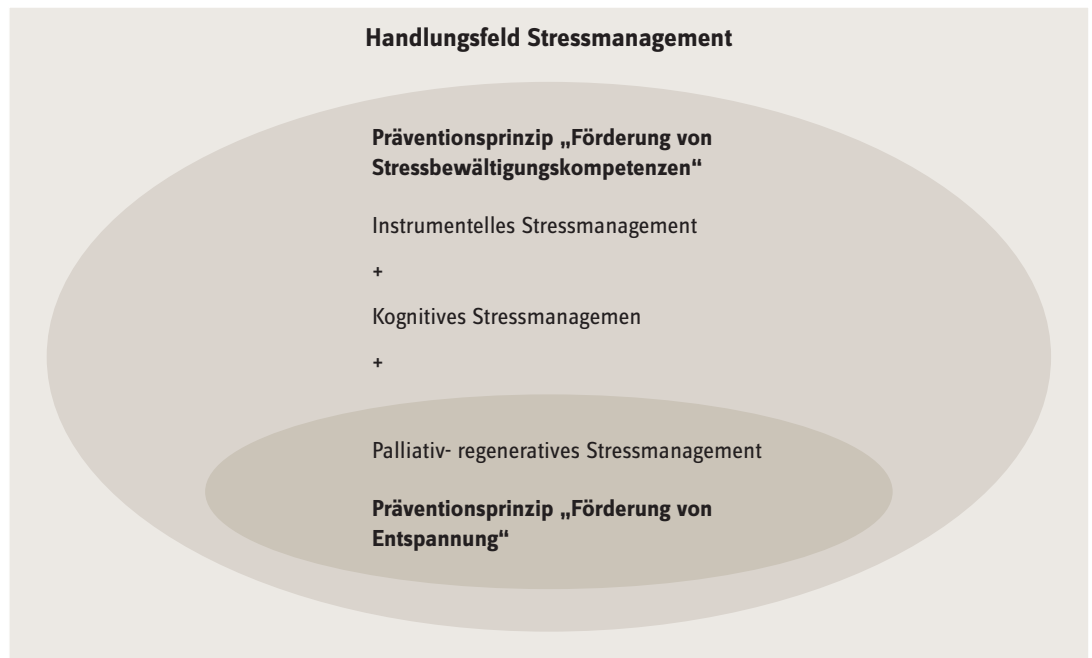 Handlungsfeld Stressmanagement
Präventionsprinzip „Förderung von
Stressbewältigungskompetenzen“
Instrumentelles Stressmanagement
+
Kognitives Stressmanagemen
+
Palliativ- regeneratives Stressmanagement
Präventionsprinzip „Förderung von
Entspannung“